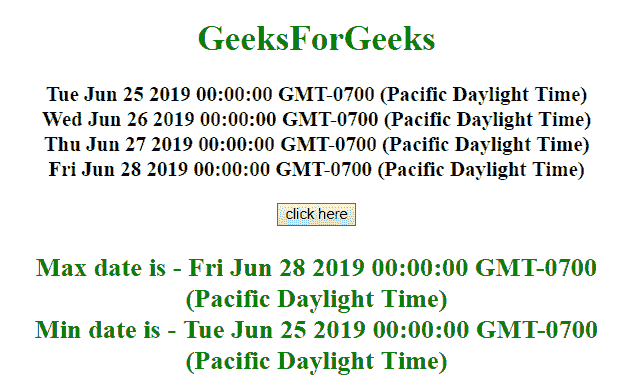 GeeksForGeeks
Tue Jun 25 2019 00:00:00 GMT-0700 (Pacific Daylight Time)
Wed Jun 26 2019 00:00:00 GMT-0700 (Pacific Daylight Time)
Thu Jun 27 2019 00:00:00 GMT-0700 (Pacific Daylight Time)
Fri Jun 28 2019 00:00:00 GMT-0700 (Pacific Daylight Time)
click here
Max date is - Fri Jun 28 2019 00:00:00 GMT-0700
(Pacific Daylight Time)
Min date is - Tue Jun 25 2019 00:00:00 GMT-0700
(Pacific Daylight Time)